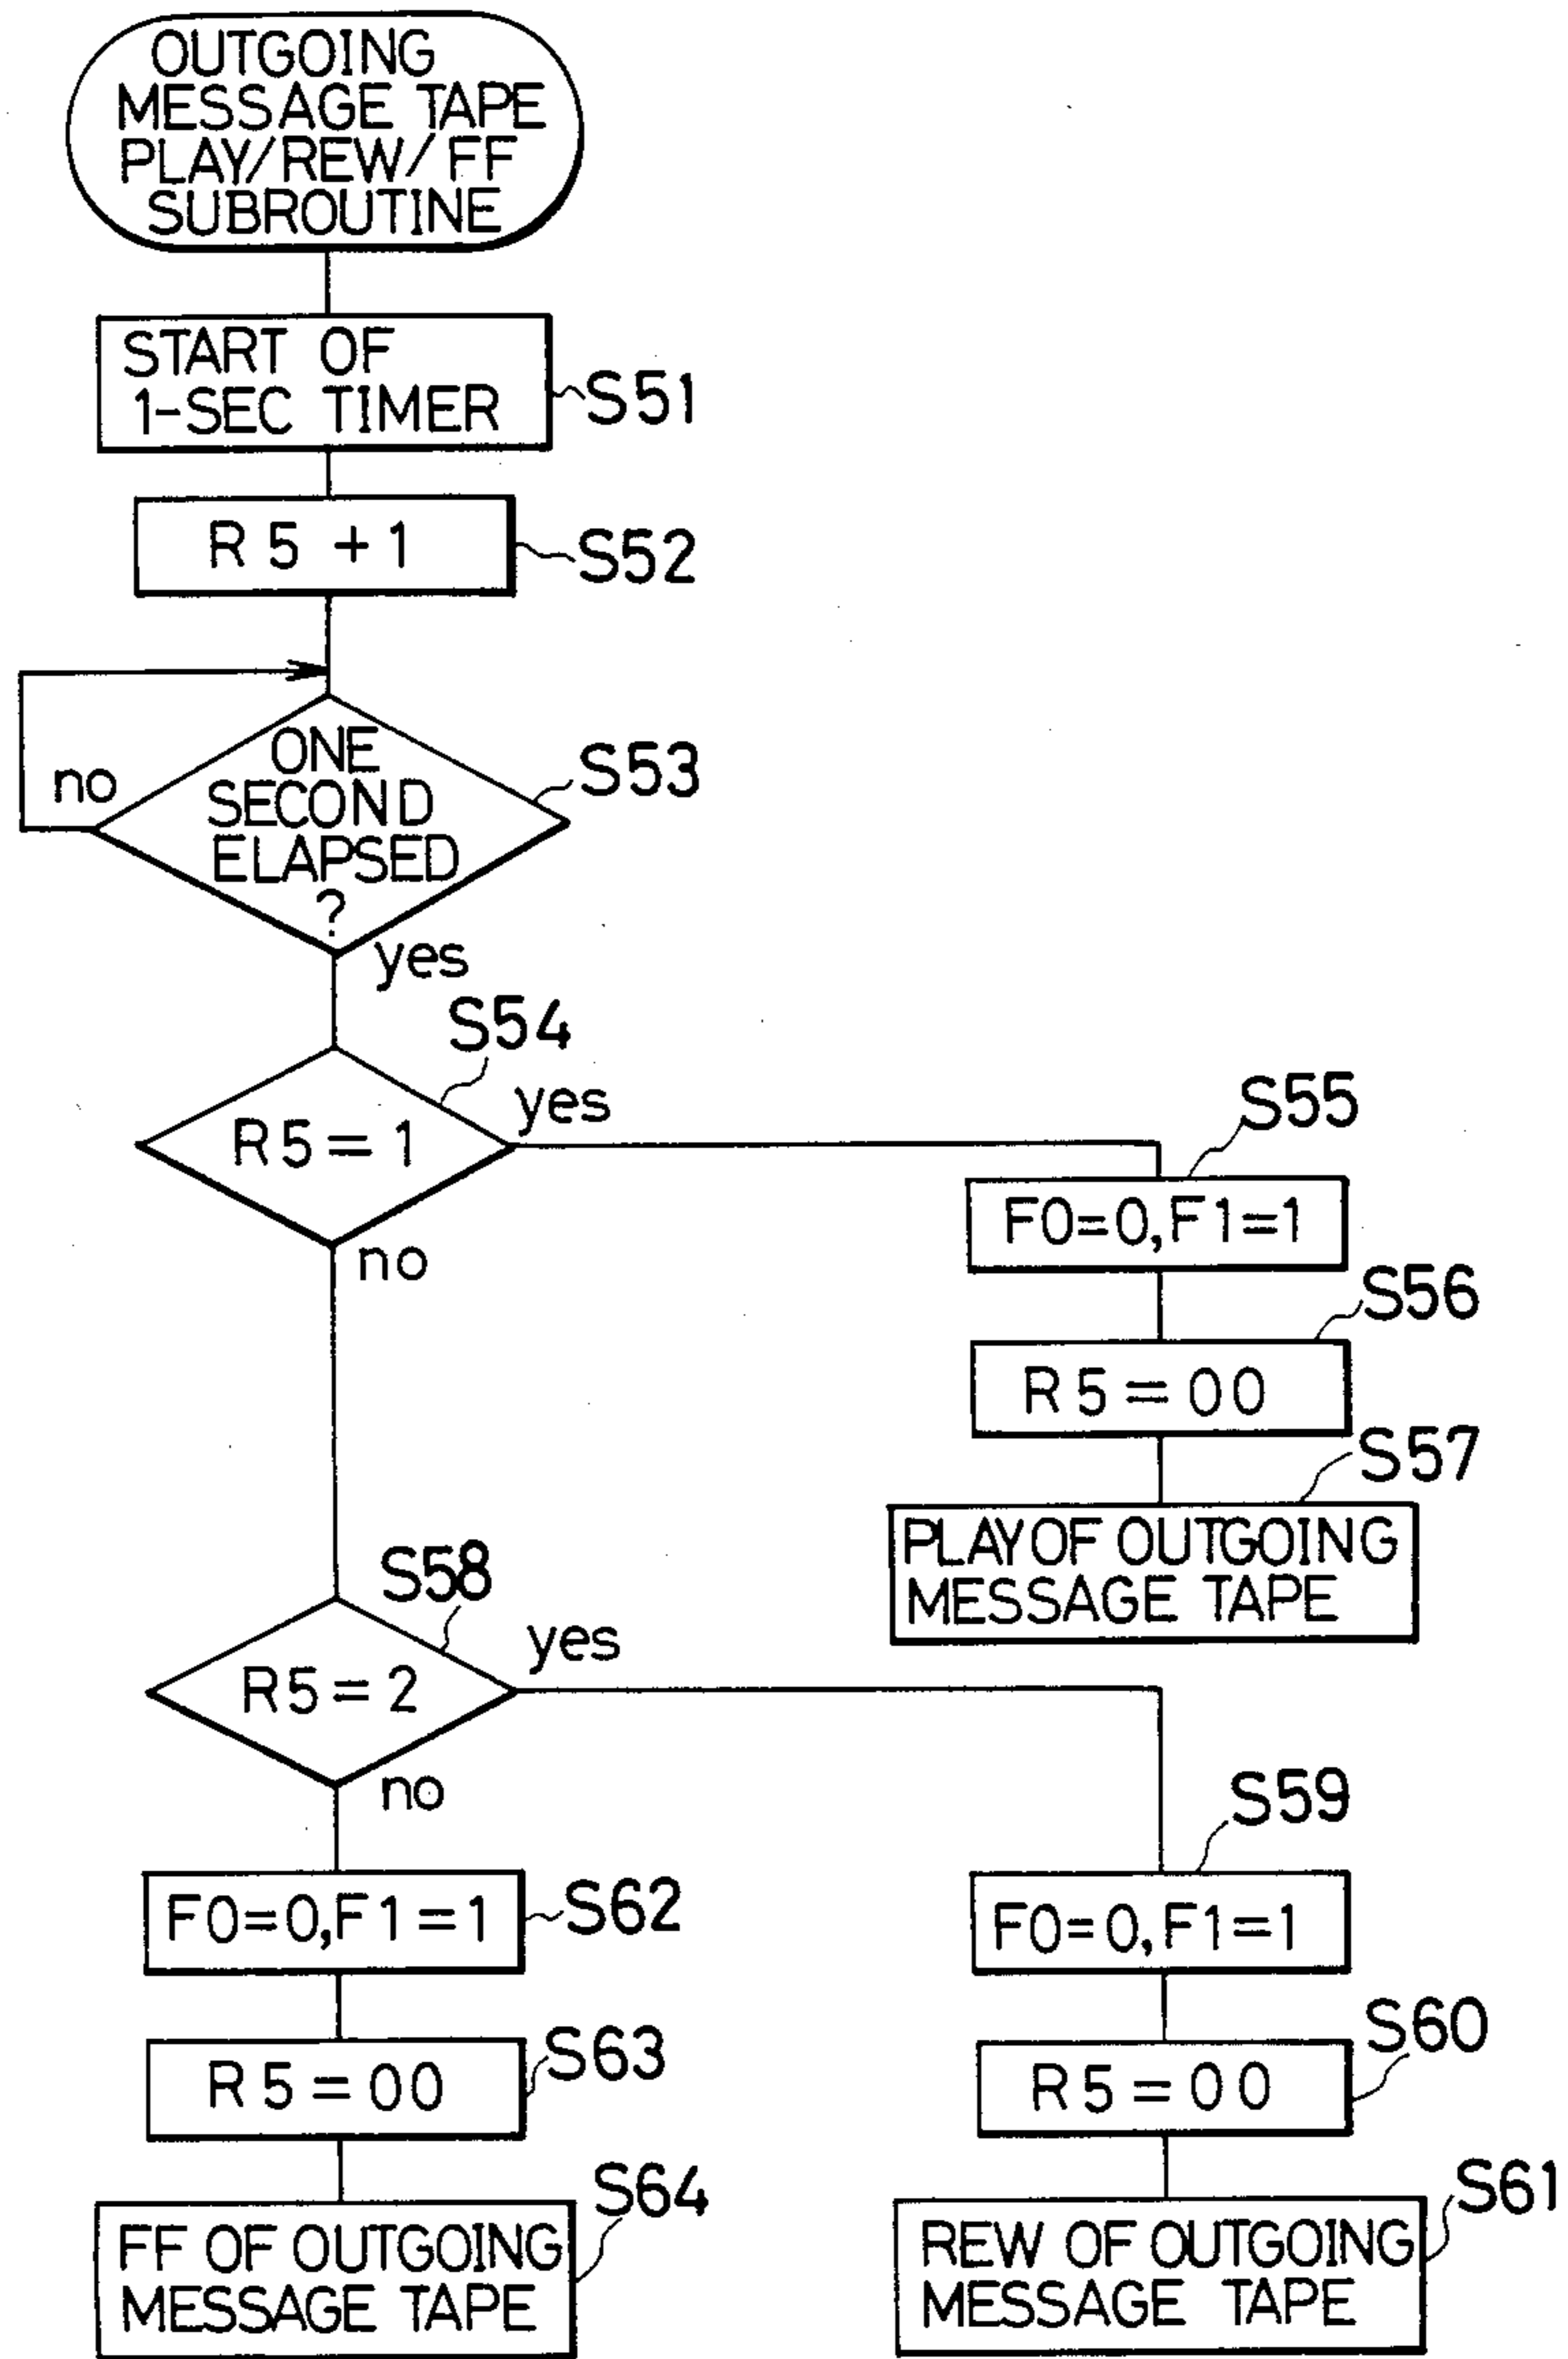 OUTGOING
MESSAGE TAPE
PLAY/REW/FF
SUBROUTINE
START OF
1-SEC TIMER
S51
R5 +1
S52
ONE
SECOND
ELAPSED
?
S53
no
yes
S54
R5=1
yes
no
S55
F0=0,F1=1
S56
R5=00
S57
PLAY OF OUTGOING
MESSAGE TAPE
S58
R5=2
yes
no
S59
F0=0,F1=1
S60
R5=00
S61
REW OF OUTGOING
MESSAGE TAPE
F0=0,F1=1
S62
R5=00
S63
S64
FF OF OUTGOING
MESSAGE TAPE